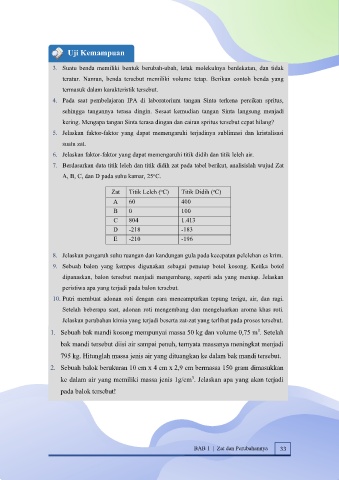 Uji Kemampuan
3. Suatu benda memiliki bentuk berubah-ubah, letak molekulnya berdekatan, dan tidak
teratur. Namun, benda tersebut memiliki volume tetap. Berikan contoh benda yang
termasuk dalam karakteristik tersebut.
4. Pada saat pembelajaran IPA di laboratorium tangan Sinta terkena percikan spritus,
sehingga tangannya terasa dingin. Sesaat kemudian tangan Sinta langsung menjadi
kering. Mengapa tangan Sinta terasa dingan dan cairan spritus tersebut cepat hilang?
5. Jelaskan faktor-faktor yang dapat memengaruhi terjadinya sublimasi dan kristalisasi
suatu zat.
6. Jelaskan faktor-faktor yang dapat memengaruhi titik didih dan titik leleh air.
7. Berdasarkan data titik leleh dan titik didih zat pada tabel berikut, analisislah wujud Zat
A, B, C, dan D pada suhu kamar, 25°C.
Zat Titik Leleh (°C) Titik Didih (°C)
A 60 400
B 0 100
C 804 1.413
D -218 -183
E -210 -196
8. Jelaskan pengaruh suhu ruangan dan kandungan gula pada kecepatan pelelehan es krim.
9. Sebuah balon yang kempes digunakan sebagai penutup botol kosong. Ketika botol
dipanaskan, balon tersebut menjadi mengembang, seperti ada yang meniup. Jelaskan
peristiwa apa yang terjadi pada balon tersebut.
10. Putri membuat adonan roti dengan cara mencampurkan tepung terigu, air, dan ragi.
Setelah beberapa saat, adonan roti mengembang dan mengeluarkan aroma khas roti.
Jelaskan perubahan kimia yang terjadi beserta zat-zat yang terlibat pada proses tersebut.
1. Sebuah bak mandi kosong mempunyai massa 50 kg dan volume 0,75 m³. Setelah
bak mandi tersebut diisi air sampai penuh, ternyata massanya meningkat menjadi
795 kg. Hitunglah massa jenis air yang dituangkan ke dalam bak mandi tersebut.
2. Sebuah balok berukuran 10 cm x 4 cm x 2,9 cm bermassa 150 gram dimasukkan
ke dalam air yang memiliki massa jenis 1g/cm³. Jelaskan apa yang akan terjadi
pada balok tersebut!
BAB 1 | Zat dan Perubahannya 33